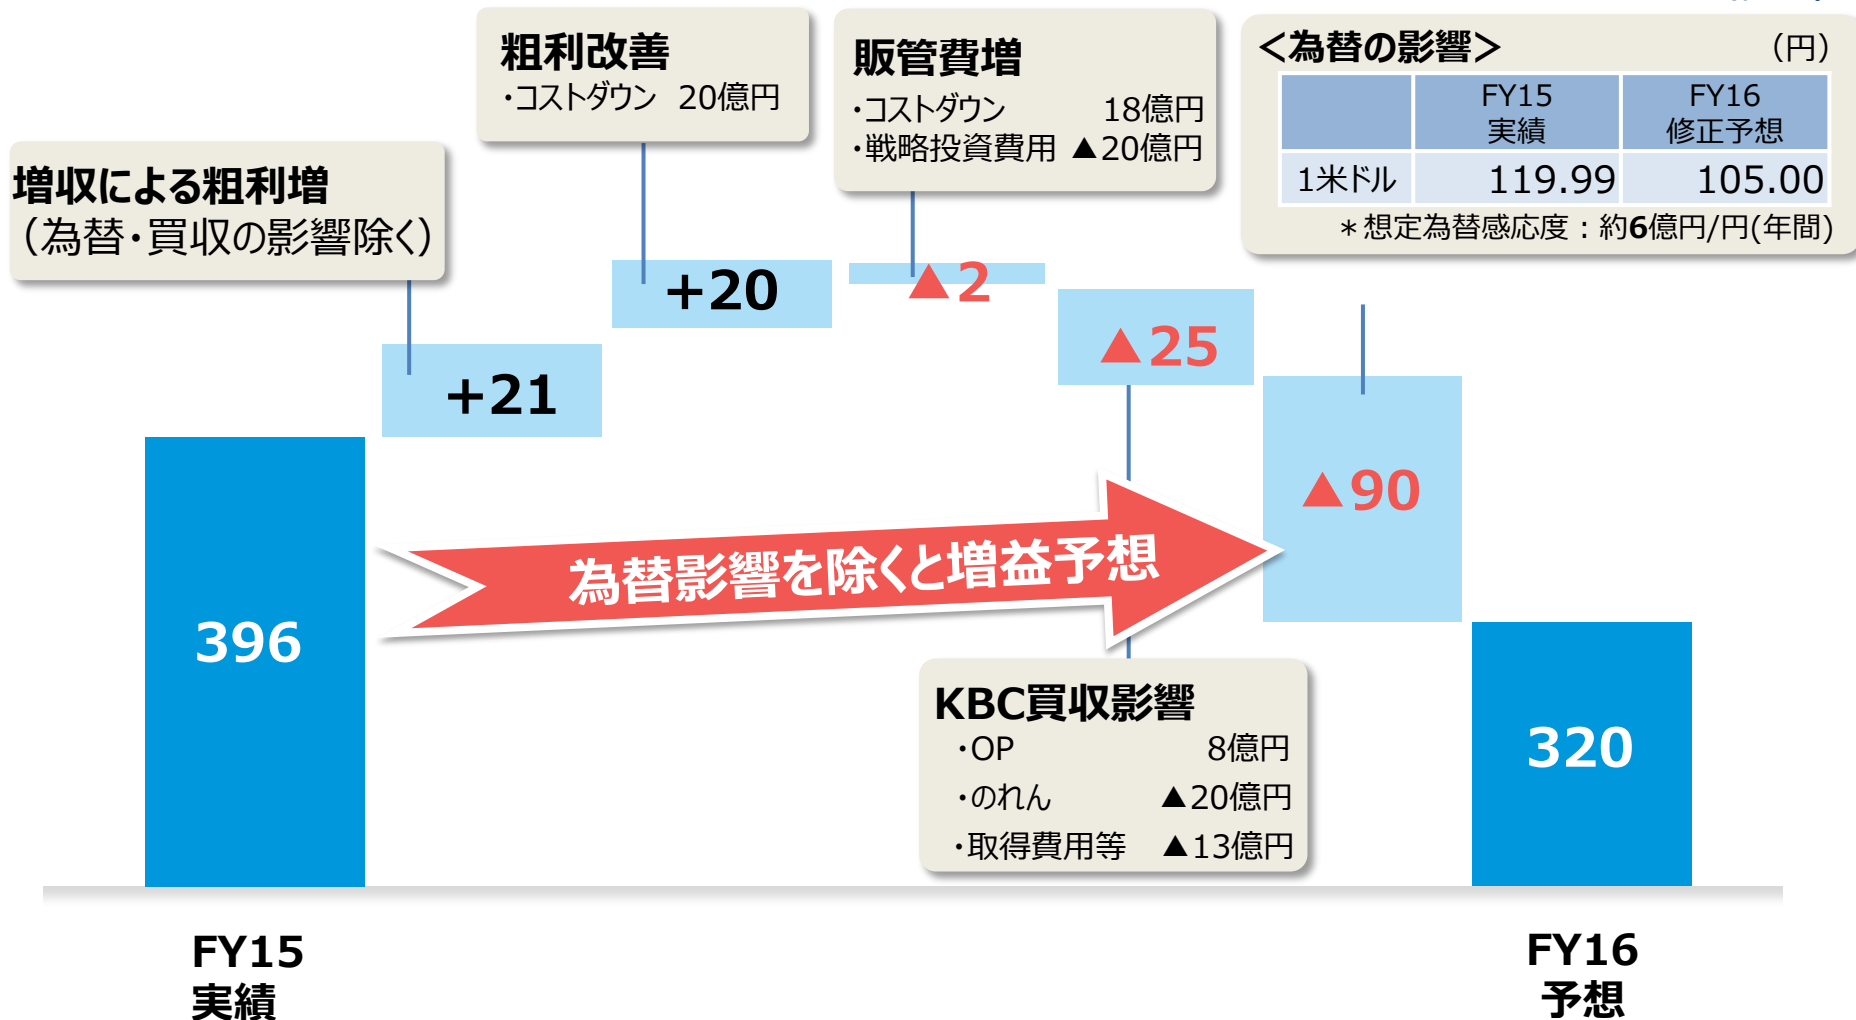 粗利改善
・コストダウン 20億円
販管費増
・コストダウン 18億円
・戦略投資費用 ▲20億円
<為替の影響> (円)
FY15 実績
FY16 修正予想
1米ドル 119.99 105.00
＊想定為替感応度：約6億円/円(年間)
増収による粗利増
（為替・買収の影響除く）
+21
+20
▲2
▲25
▲90
為替影響を除くと増益予想
396
320
KBC買収影響
・OP 8億円
・のれん ▲20億円
・取得費用等 ▲13億円
FY15
実績
FY16
予想